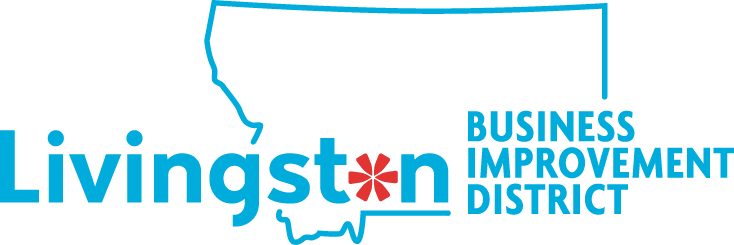 Livingston
BUSINESS
IMPROVEMENT
DISTRICT